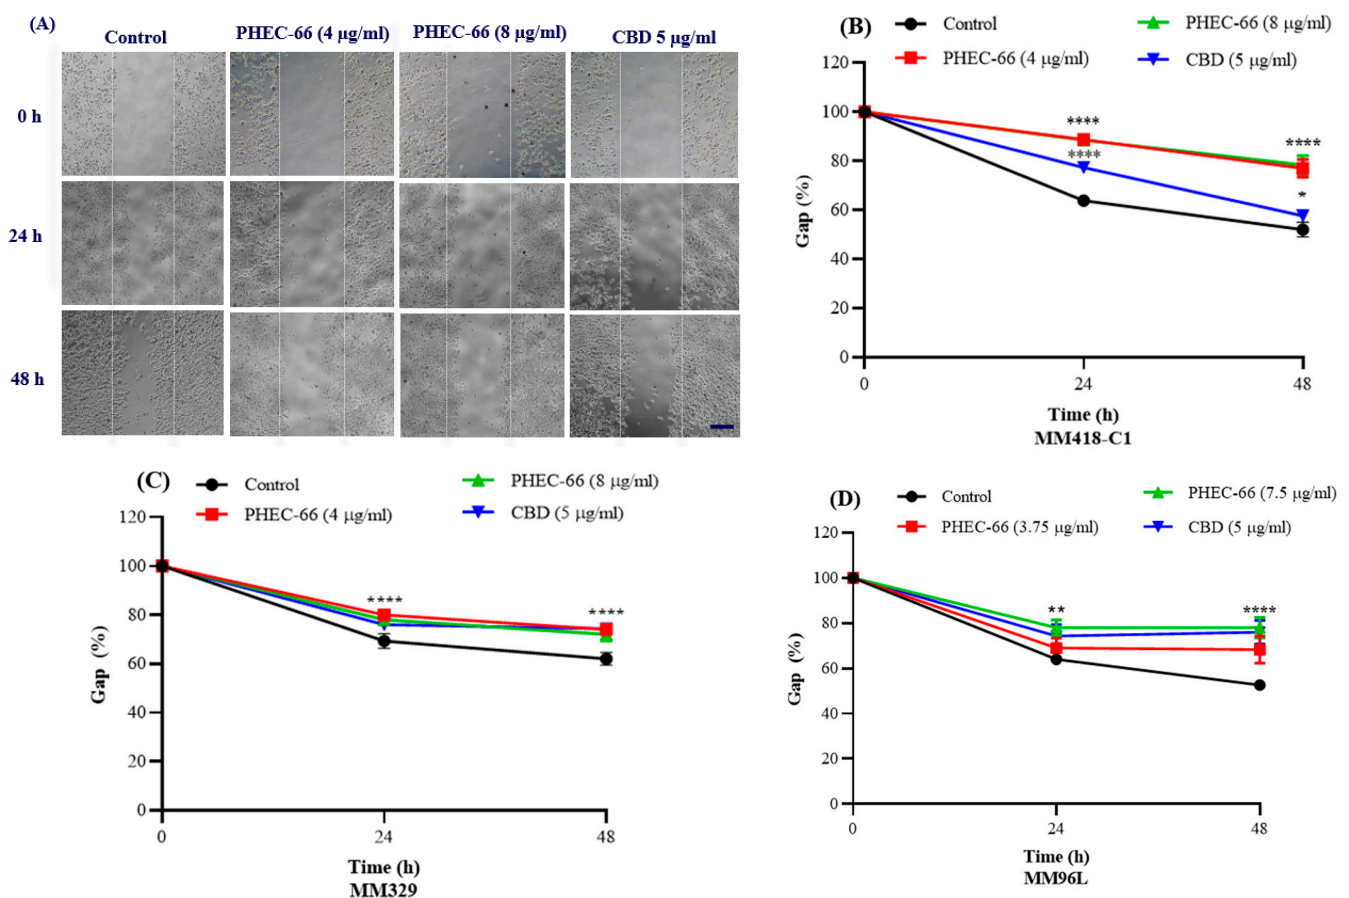 (A)
Control
PHEC-66 (4 µg/ml)
PHEC-66 (8 µg/ml)
CBD 5 µg/ml
0 h
24 h
48 h
(B)
Control
PHEC-66 (8 µg/ml)
PHEC-66 (4 µg/ml)
CBD (5 µg/ml)
120
100
80
60
40
20
0
Gap (%)
****
****
****
*
0
24
48
Time (h)
MM418-C1
(C)
Control
PHEC-66 (8 µg/ml)
PHEC-66 (4 µg/ml)
CBD (5 µg/ml)
120
100
80
60
40
20
0
Gap (%)
****
****
0
24
48
Time (h)
MM329
(D)
Control
PHEC-66 (7.5 µg/ml)
PHEC-66 (3.75 µg/ml)
CBD (5 µg/ml)
120
100
80
60
40
20
0
Gap (%)
**
****
0
24
48
Time (h)
MM96L